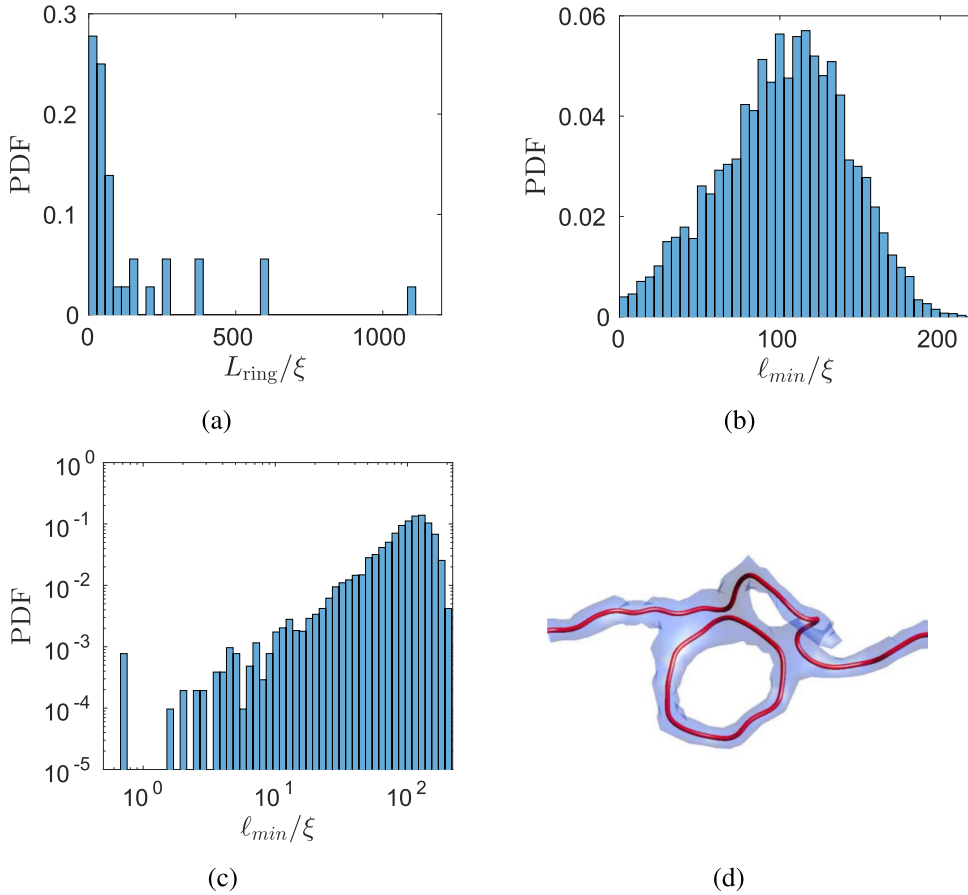 0.3
0.2
0.1
0
PDF
0 500 1000
L_ring/ξ
(a)
0.06
0.04
0.02
0
PDF
0 100 200
ℓ_min/ξ
(b)
10^0
10^-1
10^-2
10^-3
10^-4
10^-5
PDF
10^0 10^1 10^2
ℓ_min/ξ
(c)
(d)